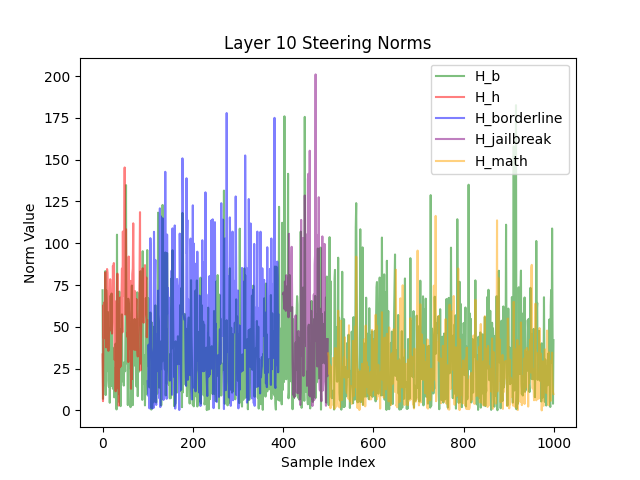 Layer 10 Steering Norms
Norm Value
200
175
150
125
100
75
50
25
0
0
200
400
600
800
1000
Sample Index
H_b
H_h
H_borderline
H_jailbreak
H_math